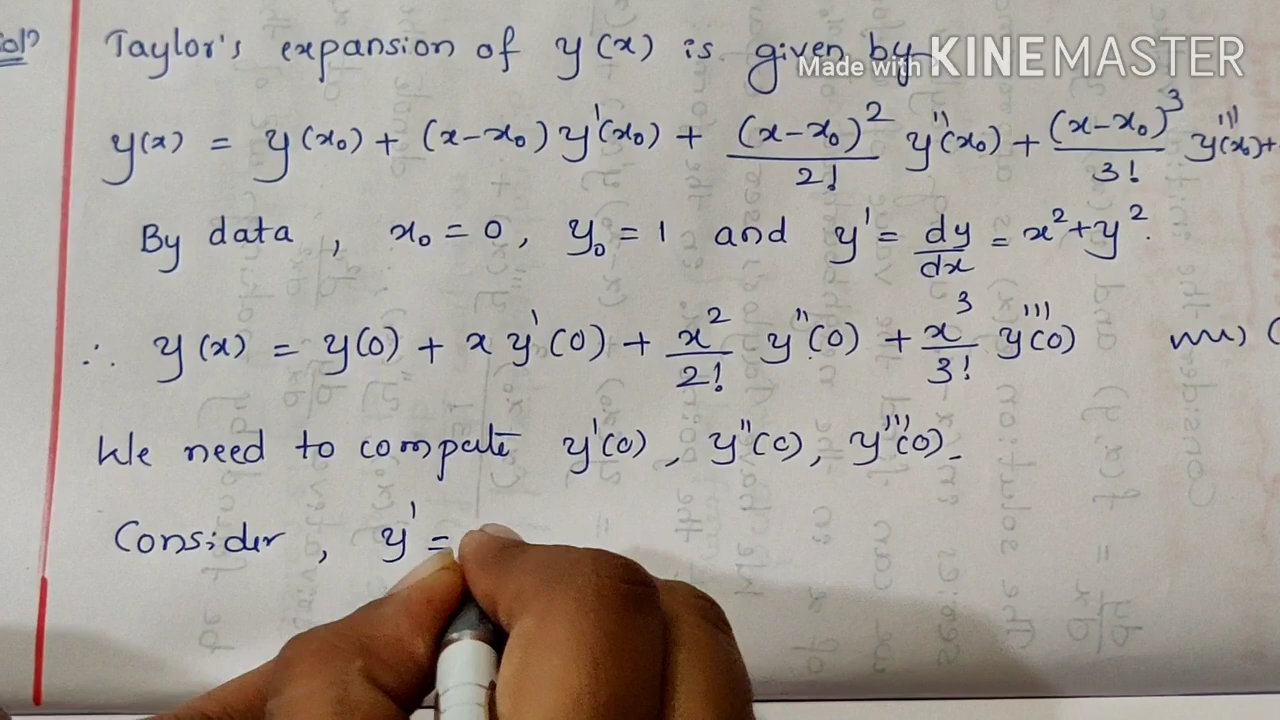 Soln Taylor's expansion of y(x) is given by
Made with KINEMASTER
y(x) = y(x₀) + (x-x₀) y'(x₀) + (x-x₀)²/2! y''(x₀) + (x-x₀)³/3! y'''(x₀) +
By data , x₀ = 0, y₀ = 1 and y' = dy/dx = x² + y².
∴ y(x) = y(0) + x y'(0) + x²/2! y''(0) + x³/3! y'''(0)
We need to compute y'(0), y''(0), y'''(0).
Consider , y' =